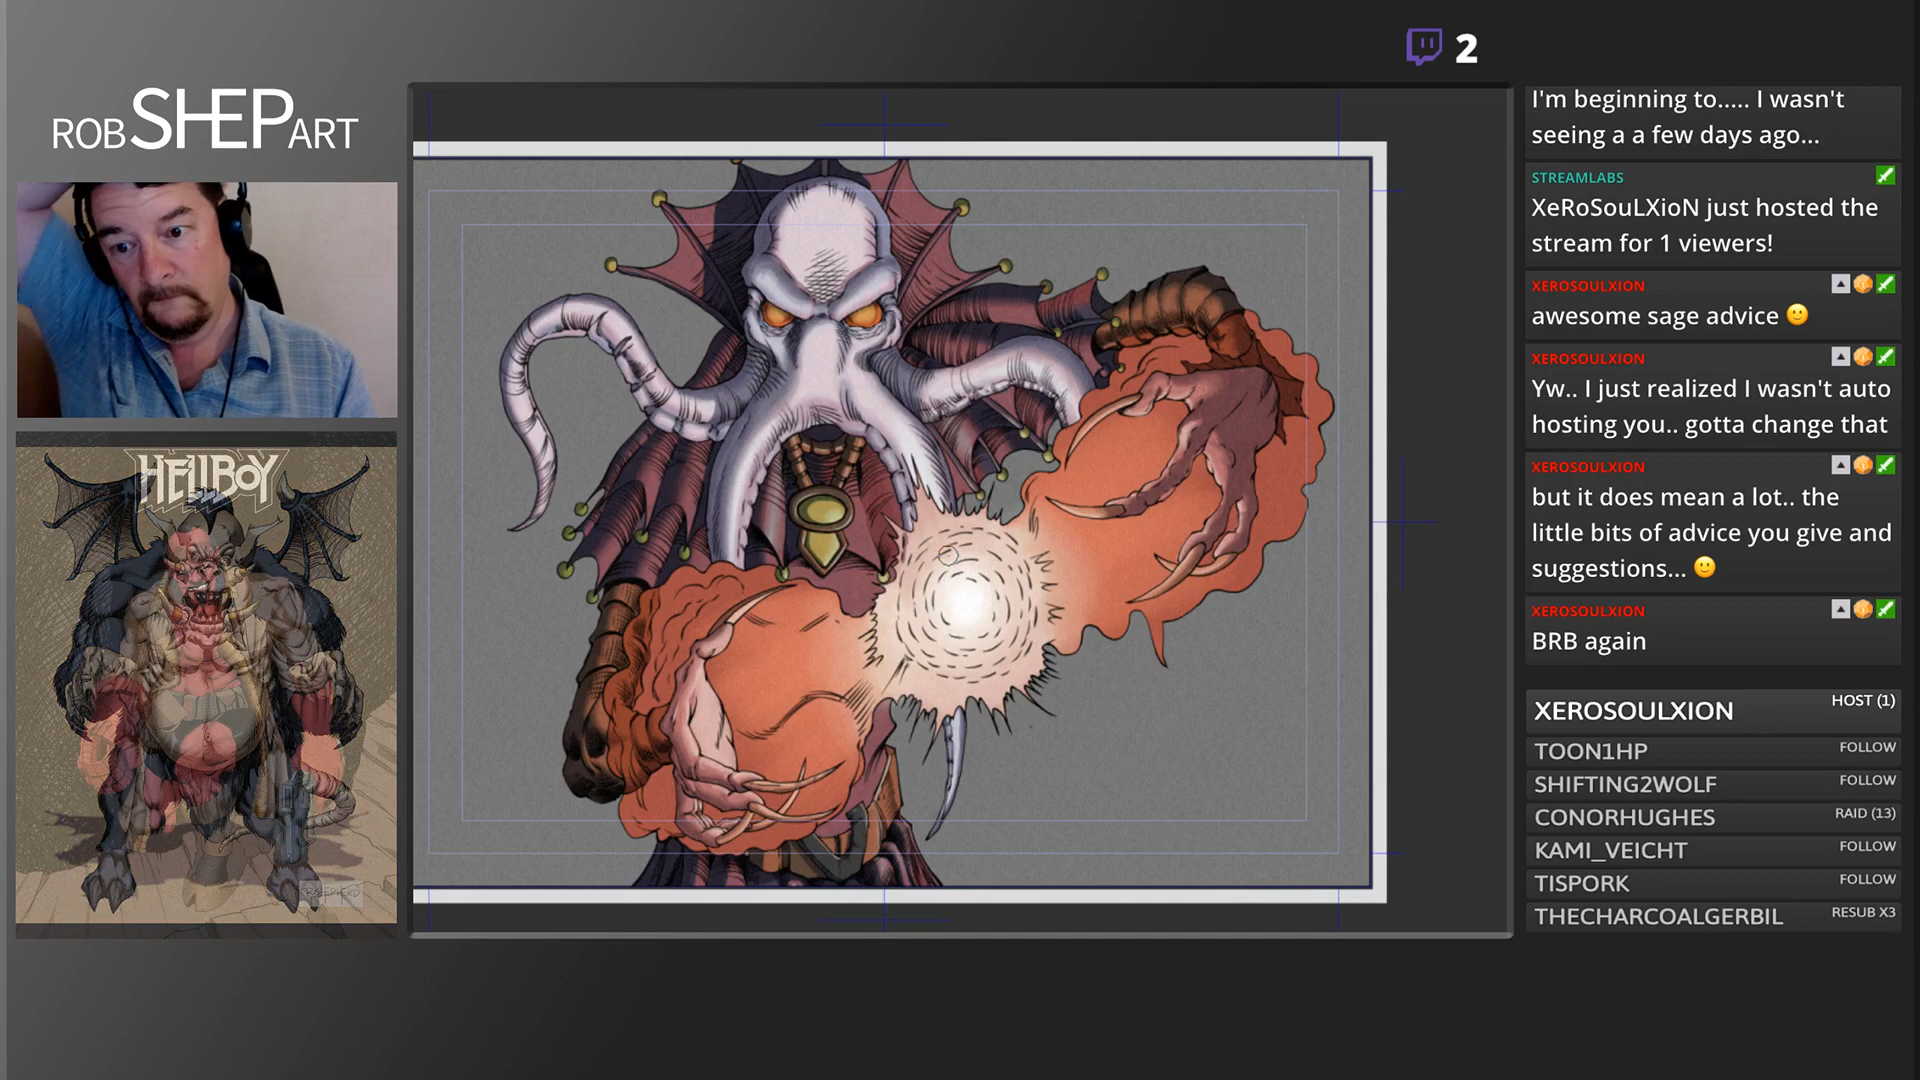 2
ROB SHEP ART
HELLBOY
I'm beginning to..... I wasn't
seeing a a few days ago...
STREAMLABS
XeRoSouLXioN just hosted the
stream for 1 viewers!
XEROSOULXION
awesome sage advice 🙂
XEROSOULXION
Yw.. I just realized I wasn't auto
hosting you.. gotta change that
XEROSOULXION
but it does mean a lot.. the
little bits of advice you give and
suggestions... 🙂
XEROSOULXION
BRB again
XEROSOULXION HOST (1)
TOON1HP FOLLOW
SHIFTING2WOLF FOLLOW
CONORHUGHES RAID (13)
KAMI_VEICHT FOLLOW
TISPORK FOLLOW
THECHARCOALGERBIL RESUB X3